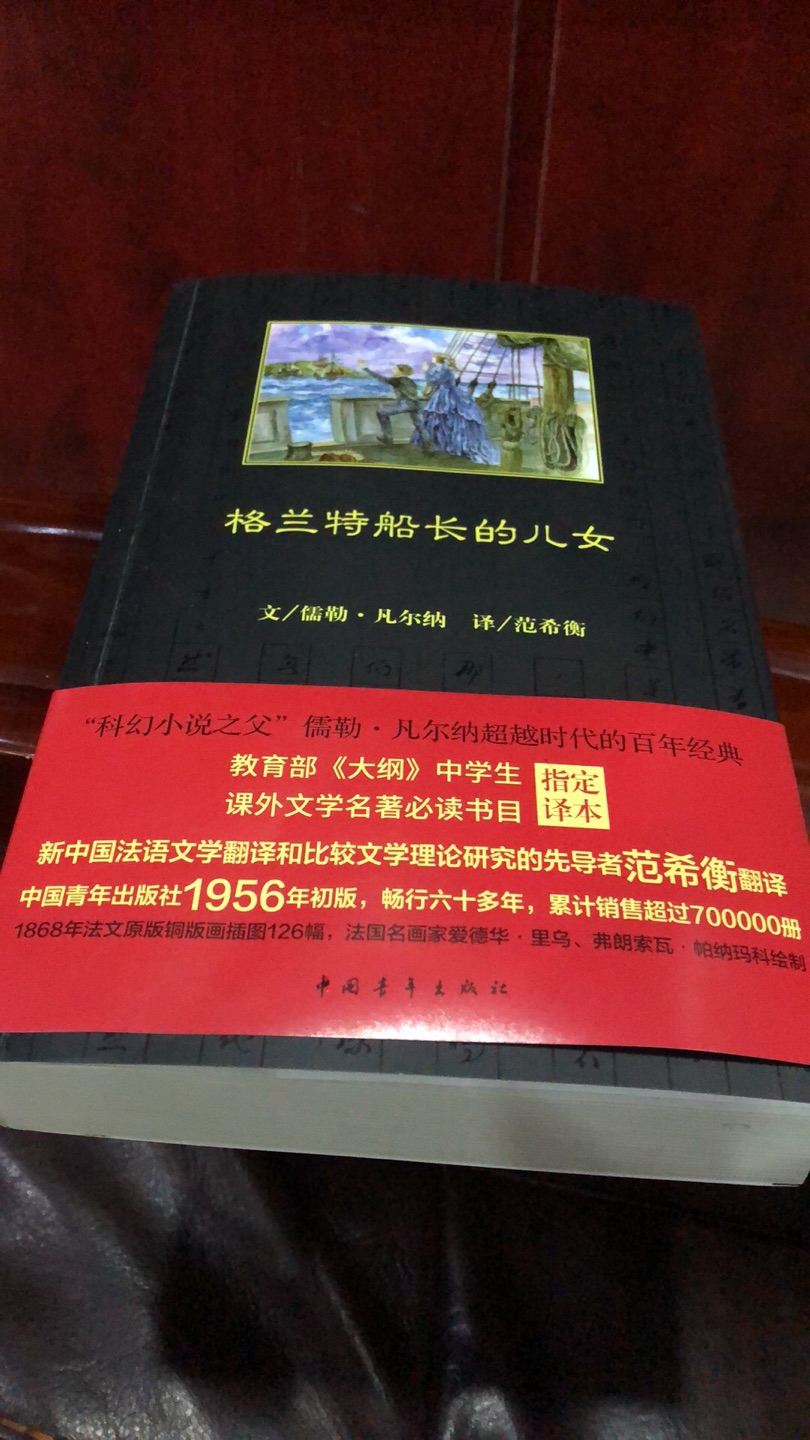 格兰特船长的儿女
文/儒勒·凡尔纳 译/范希衡
“科幻小说之父”儒勒·凡尔纳超越时代的百年经典
教育部《大纲》中学生
课外文学名著必读书目
指定
译本
新中国法语文学翻译和比较文学理论研究的先导者范希衡翻译
中国青年出版社1956年初版，畅行六十多年，累计销售超过700000册
1868年法文原版铜版画插图126幅，法国名画家爱德华·里乌、弗朗索瓦·帕纳玛科绘制
中国青年出版社